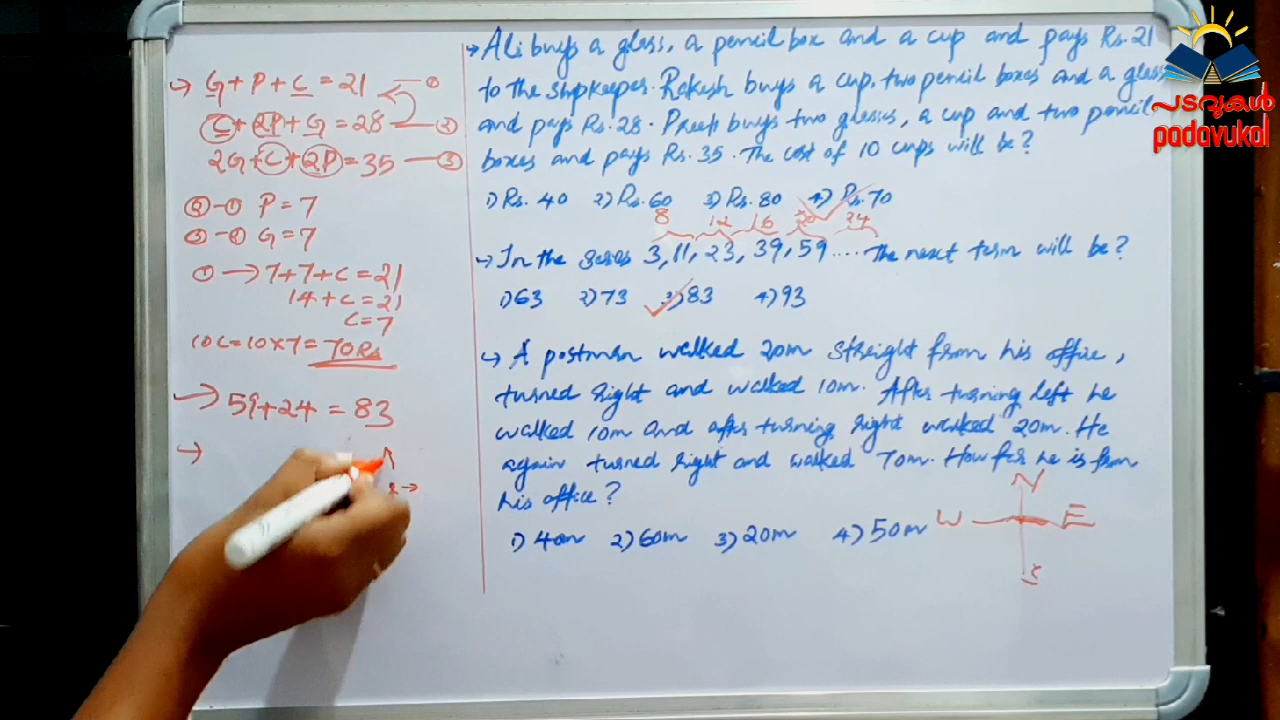 → G + P + C = 21 ← ①
C + 2P + G = 28 — ②
2G + C + 2P = 35 — ③
② - ① P = 7
③ - ② G = 7
① → 7+7+C = 21
14 + C = 21
C = 7
10C = 10×7 = 70 Rs
→ 59+24 = 83
→
→ Ali buys a glass, a pencil box and a cup and pays Rs. 21
to the shopkeeper. Rakesh buys a cup, two pencil boxes and a glass
and pays Rs. 28. Preeti buys two glasses, a cup and two pencil
boxes and pays Rs. 35. The cost of 10 cups will be?
1) Rs. 40 2) Rs. 60 3) Rs. 80 4) Rs. 70
8 12 16 20 24
→ In the series 3, 11, 23, 39, 59 .... The next term will be?
1) 63 2) 73 3) 83 4) 93
→ A postman walked 20m streight from his office,
turned right and walked 10m. After turning left he
walked 10m and after turning right walked 20m. He
again turned right and walked 70m. How far he is from
his office?
1) 40m 2) 60m 3) 20m 4) 50m
N
W E
S
പടവുകൾ
padavukal